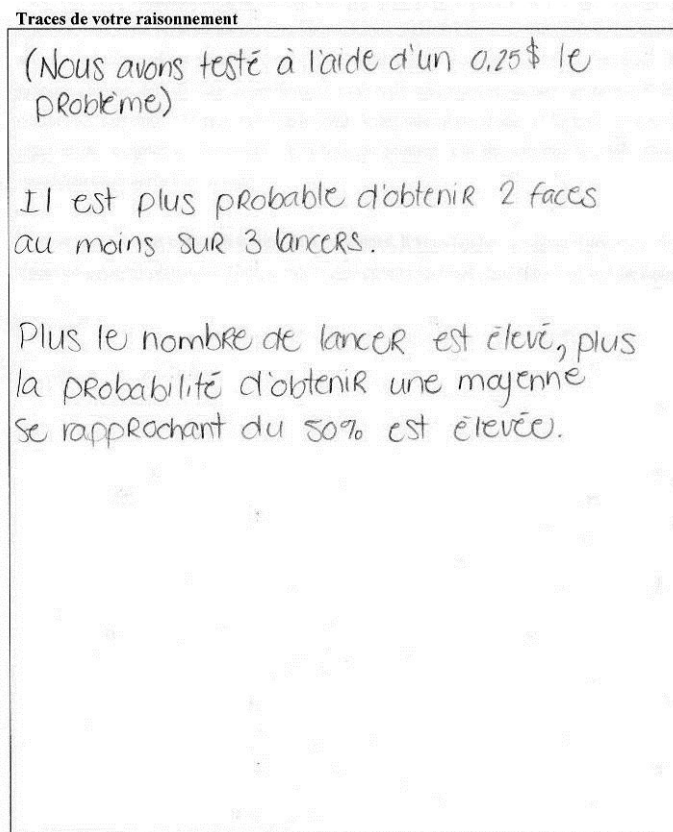 Traces de votre raisonnement
(Nous avons testé à l'aide d'un 0,25$ le
problème)
Il est plus probable d'obtenir 2 faces
au moins sur 3 lancers.
Plus le nombre de lancer est élevé, plus
la probabilité d'obtenir une moyenne
se rapprochant du 50% est élevée.